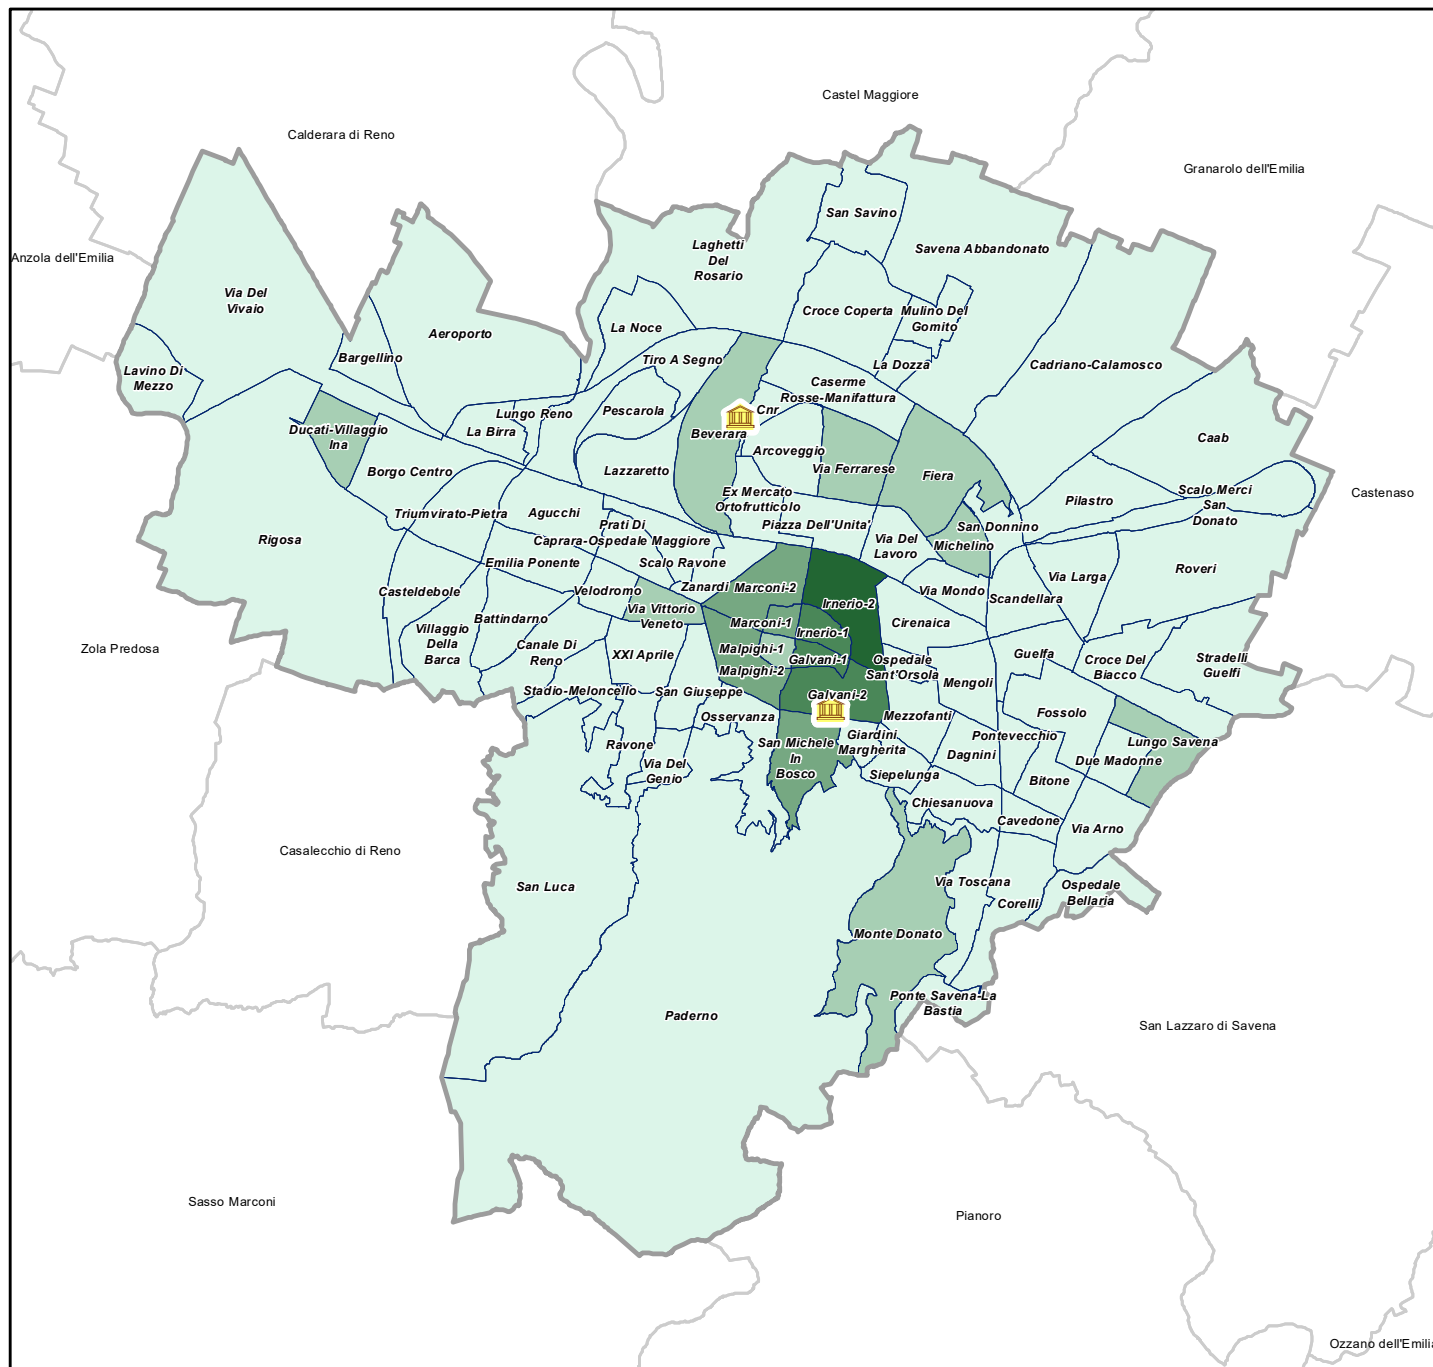 Castel Maggiore
Calderara di Reno
Granarolo dell'Emilia
San Savino
Laghetti
Del
Rosario
Savena Abbandonato
Anzola dell'Emilia
Via Del
Vivaio
Croce Coperta
Mulino Del
Gomito
La Noce
Aeroporto
Bargellino
Tiro A Segno
La Dozza
Cadriano-Calamosco
Lavino Di
Mezzo
Caserme
Rosse-Manifattura
Cnr
Lungo Reno
Pescarola
La Birra
Ducati-Villaggio
Ina
Beverara
Caab
Arcoveggio
Via Ferrarese
Borgo Centro
Lazzaretto
Fiera
Ex Mercato
Ortofrutticolo
Scalo Merci
San
Donato
Castenaso
Pilastro
Triumvirato-Pietra
Agucchi
Prati Di
Caprara-Ospedale Maggiore
Piazza Dell'Unita'
San Donnino
Rigosa
Via Del
Lavoro
Michelino
Emilia Ponente
Scalo Ravone
Roveri
Via Larga
Casteldebole
Velodromo
Zanardi
Marconi-2
Via Mondo
Scandellara
Irnerio-2
Via Vittorio
Veneto
Battindarno
Marconi-1
Irnerio-1
Cirenaica
Villaggio
Della
Barca
Canale Di
Reno
XXI Aprile
Malpighi-1
Galvani-1
Ospedale
Sant'Orsola
Guelfa
Croce Del
Biacco
Stradelli
Guelfi
Zola Predosa
Malpighi-2
Mengoli
Stadio-Meloncello
San Giuseppe
Galvani-2
Osservanza
Mezzofanti
Fossolo
Giardini
Margherita
Pontevecchio
Lungo Savena
Ravone
San Michele
In
Bosco
Dagnini
Due Madonne
Via Del
Genio
Siepelunga
Bitone
Chiesanuova
Cavedone
Via Arno
Casalecchio di Reno
San Luca
Via Toscana
Ospedale
Bellaria
Corelli
Monte Donato
Ponte Savena-La
Bastia
Paderno
San Lazzaro di Savena
Sasso Marconi
Pianoro
Ozzano dell'Emilia